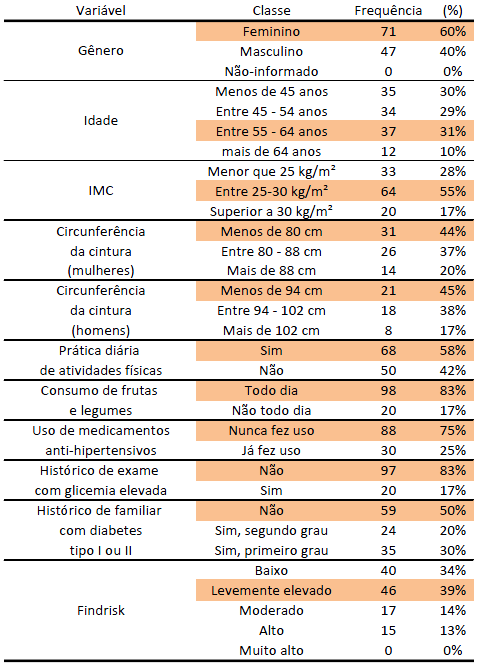 Variável Classe Frequência (%)
Feminino 71 60%
Gênero Masculino 47 40%
Não-informado 0 0%
Menos de 45 anos 35 30%
Entre 45 - 54 anos 34 29%
Idade
Entre 55 - 64 anos 37 31%
mais de 64 anos 12 10%
Menor que 25 kg/m² 33 28%
IMC Entre 25-30 kg/m² 64 55%
Superior a 30 kg/m² 20 17%
Circunferência Menos de 80 cm 31 44%
da cintura Entre 80 - 88 cm 26 37%
(mulheres) Mais de 88 cm 14 20%
Circunferência Menos de 94 cm 21 45%
da cintura Entre 94 - 102 cm 18 38%
(homens) Mais de 102 cm 8 17%
Prática diária Sim 68 58%
de atividades físicas Não 50 42%
Consumo de frutas Todo dia 98 83%
e legumes Não todo dia 20 17%
Uso de medicamentos Nunca fez uso 88 75%
anti-hipertensivos Já fez uso 30 25%
Histórico de exame Não 97 83%
com glicemia elevada Sim 20 17%
Histórico de familiar Não 59 50%
com diabetes Sim, segundo grau 24 20%
tipo I ou II Sim, primeiro grau 35 30%
Baixo 40 34%
Levemente elevado 46 39%
Findrisk Moderado 17 14%
Alto 15 13%
Muito alto 0 0%